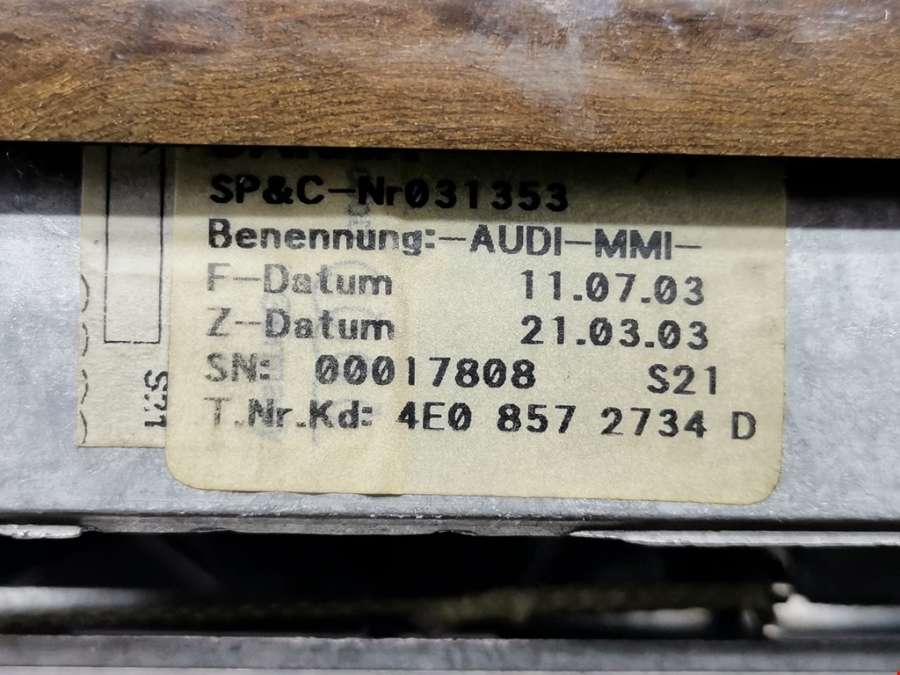 SP&C-Nr031353
Benennung:-AUDI-MMI-
F-Datum 11.07.03
Z-Datum 21.03.03
SN: 00017808 S21
T.Nr.Kd: 4E0 857 2734 D